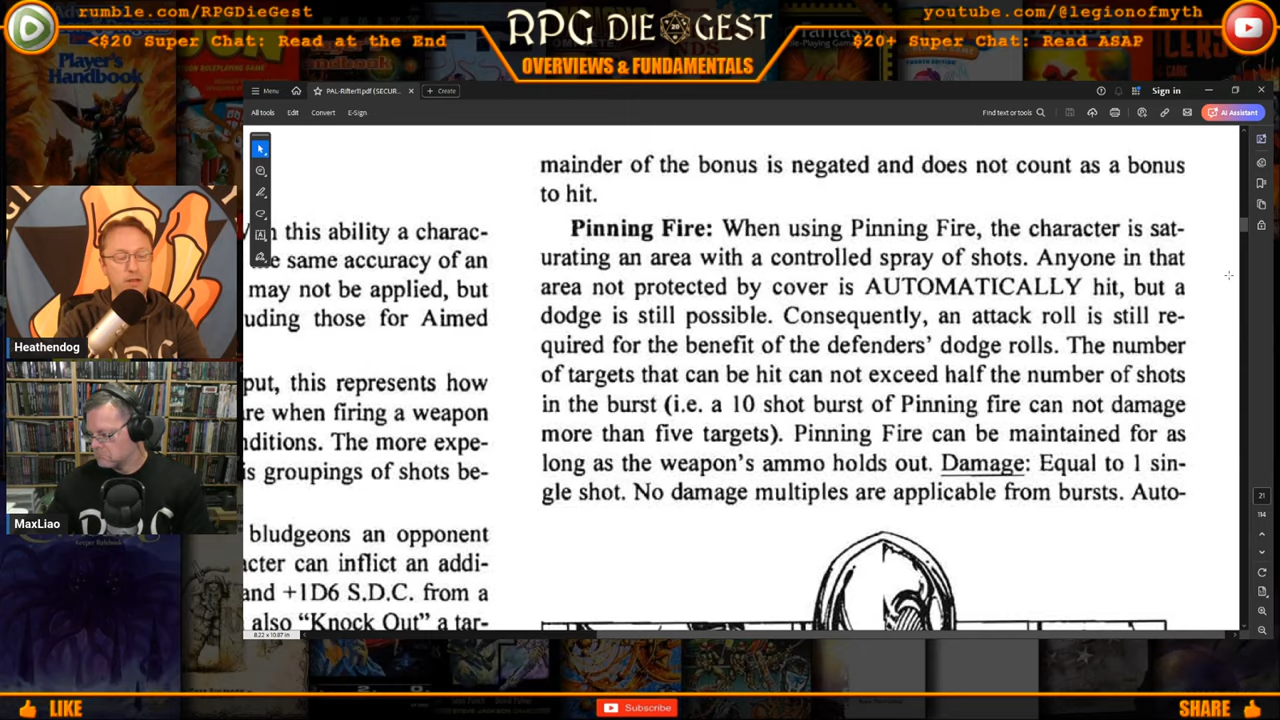 rumble.com/RPGDieGest
<$20 Super Chat: Read at the End
RPG DIE GEST
20
OVERVIEWS & FUNDAMENTALS
youtube.com/@legionofmyth
$20+ Super Chat: Read ASAP
Player's
Handbook
Menu
PAL-Rifter11.pdf (SECUR...
Create
Sign in
All tools
Edit
Convert
E-Sign
Find text or tools
AI Assistant
this ability a charac-
same accuracy of an
may not be applied, but
uding those for Aimed
put, this represents how
re when firing a weapon
nditions. The more expe-
s groupings of shots be-
bludgeons an opponent
acter can inflict an addi-
and +1D6 S.D.C. from a
also “Knock Out” a tar-
mainder of the bonus is negated and does not count as a bonus
to hit.
Pinning Fire: When using Pinning Fire, the character is sat-
urating an area with a controlled spray of shots. Anyone in that
area not protected by cover is AUTOMATICALLY hit, but a
dodge is still possible. Consequently, an attack roll is still re-
quired for the benefit of the defenders’ dodge rolls. The number
of targets that can be hit can not exceed half the number of shots
in the burst (i.e. a 10 shot burst of Pinning fire can not damage
more than five targets). Pinning Fire can be maintained for as
long as the weapon’s ammo holds out. Damage: Equal to 1 sin-
gle shot. No damage multiples are applicable from bursts. Auto-
21
114
8.22 x 10.87 in
Heathendog
MaxLiao
LIKE
Subscribe
SHARE